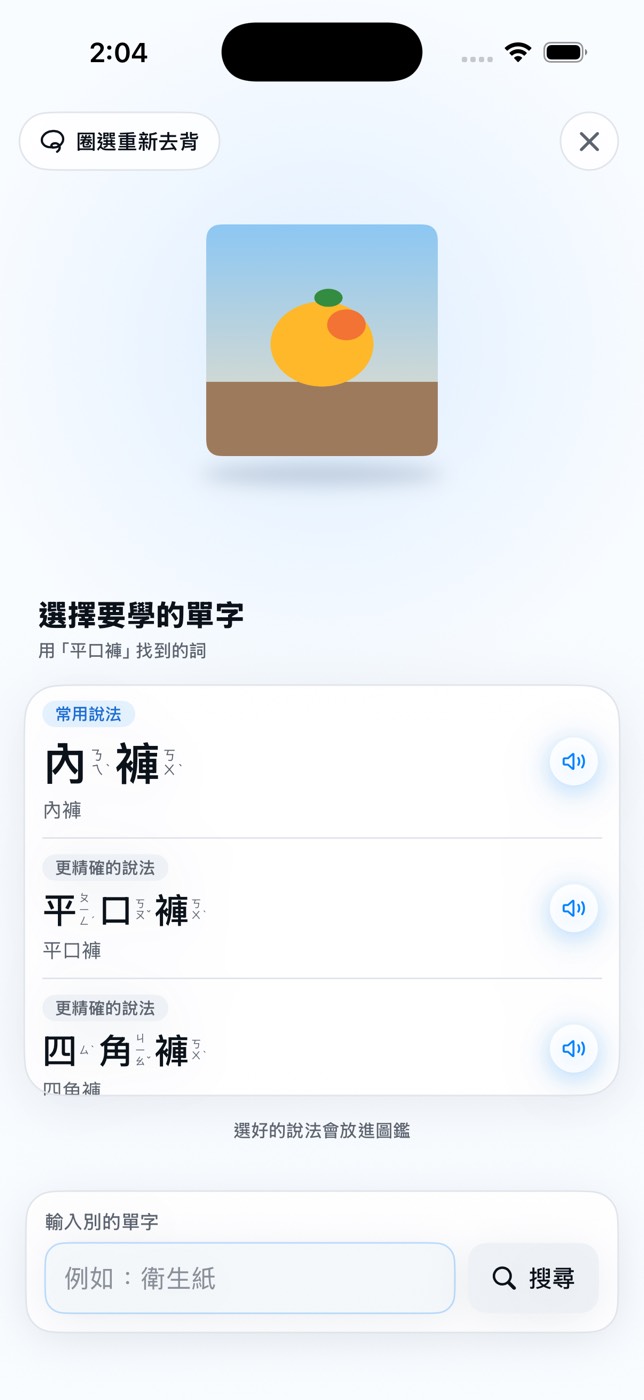 2:04
圈選重新去背
選擇要學的單字
用「平口褲」找到的詞
常用說法
內ㄋㄟˋ褲ㄎㄨˋ
內褲
更精確的說法
平ㄆㄧㄥˊ口ㄎㄡˇ褲ㄎㄨˋ
平口褲
更精確的說法
四ㄙˋ角ㄐㄧㄠˇ褲ㄎㄨˋ
四角褲
選好的說法會放進圖鑑
輸入別的單字
例如：衛生紙
搜尋